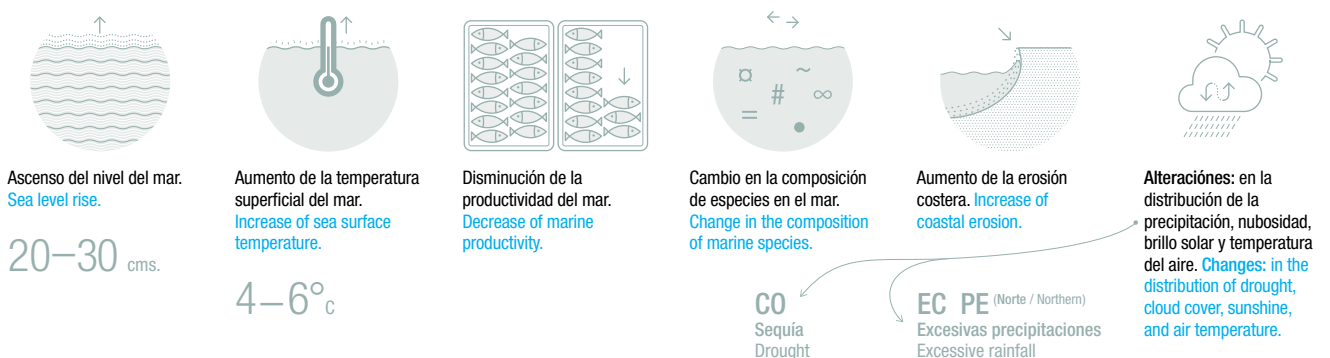 Ascenso del nivel del mar.
Sea level rise.
20–30 cms.
Aumento de la temperatura
superficial del mar.
Increase of sea surface
temperature.
4–6°c
Disminución de la
productividad del mar.
Decrease of marine
productivity.
¤ ~
# ∞
=
Cambio en la composición
de especies en el mar.
Change in the composition
of marine species.
Aumento de la erosión
costera. Increase of
coastal erosion.
Alteraciónes: en la
distribución de la
precipitación, nubosidad,
brillo solar y temperatura
del aire. Changes: in the
distribution of drought,
cloud cover, sunshine,
and air temperature.
CO
Sequía
Drought
EC PE (Norte / Northern)
Excesivas precipitaciones
Excessive rainfall